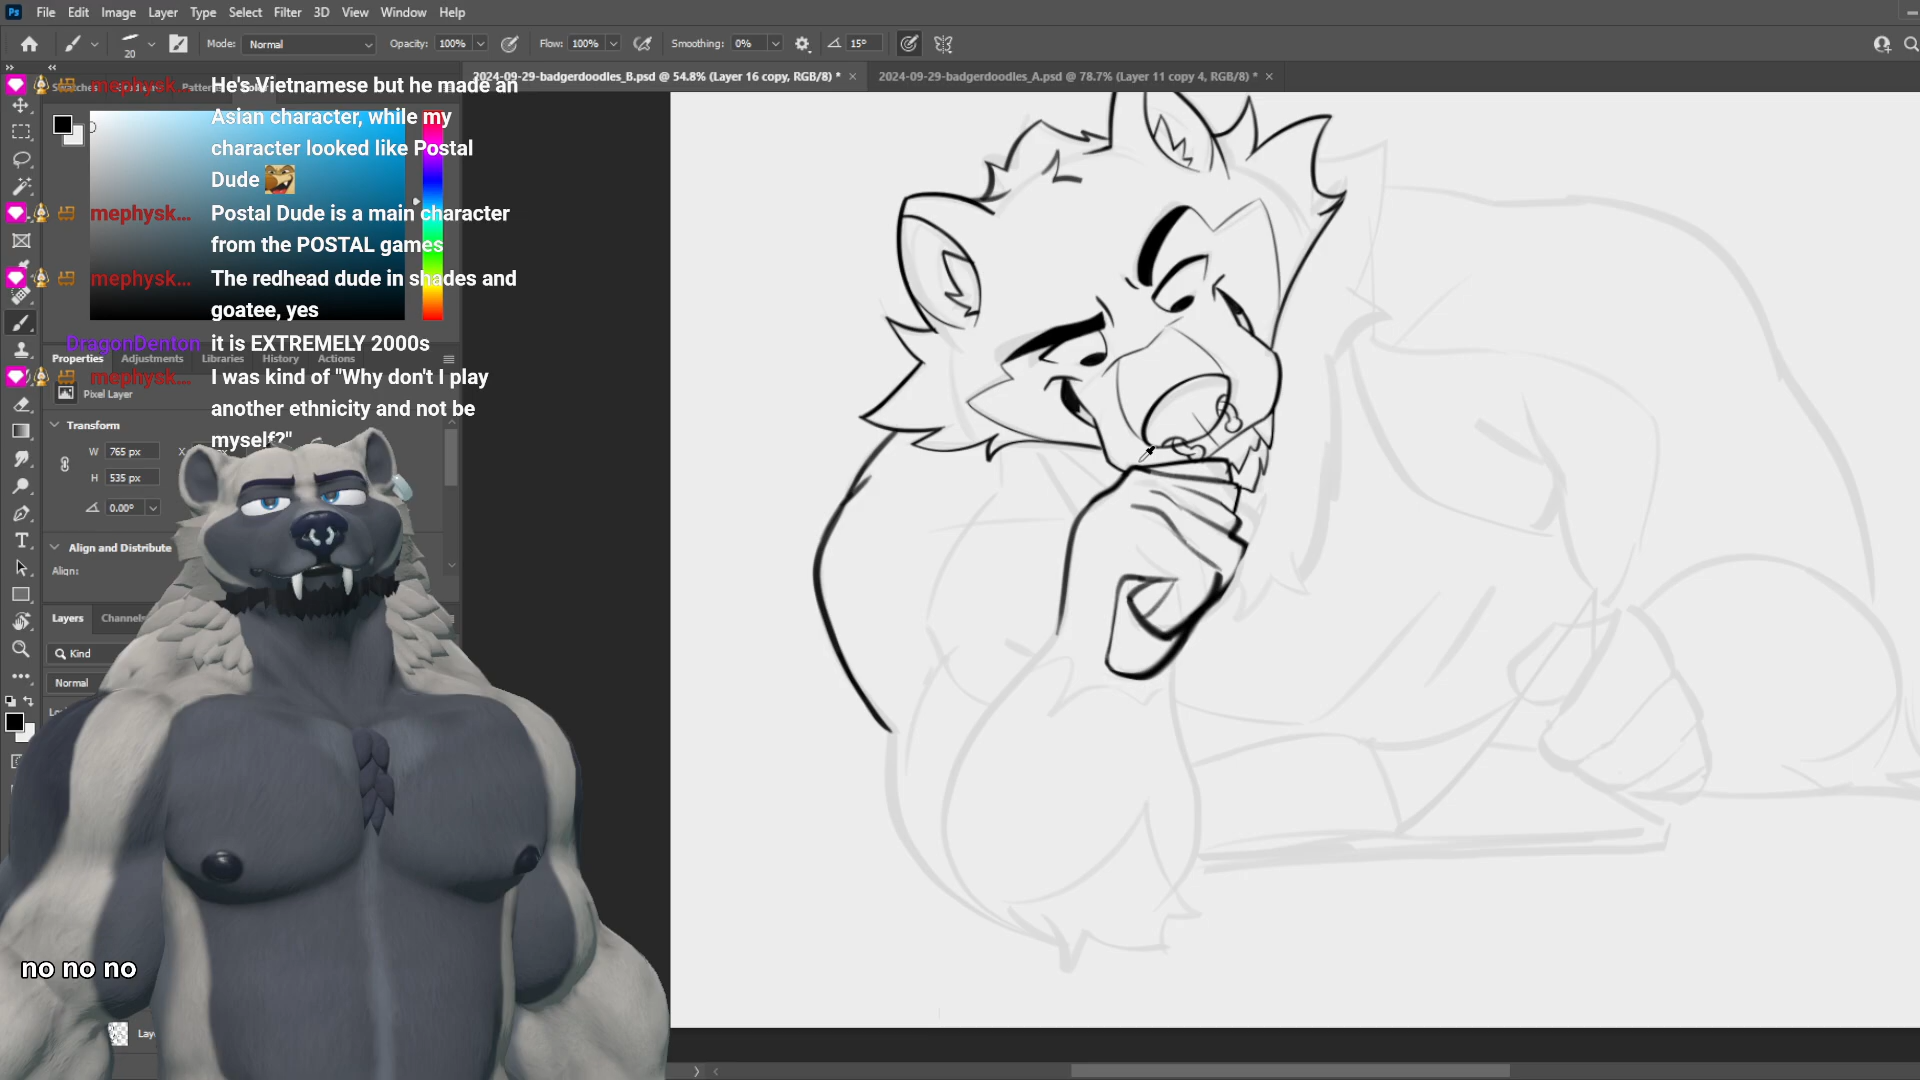 Ps File Edit Image Layer Type Select Filter 3D View Window Help
20 Mode: Normal Opacity: 100% Flow: 100% Smoothing: 0% 15°
2024-09-29-badgerdoodles_B.psd @ 54.8% (Layer 16 copy, RGB/8) * × 2024-09-29-badgerdoodles_A.psd @ 78.7% (Layer 11 copy 4, RGB/8) * ×
mephysk... He's Vietnamese but he made an
Asian character, while my
character looked like Postal
Dude
mephysk... Postal Dude is a main character
from the POSTAL games
mephysk... The redhead dude in shades and
goatee, yes
DragonDenton it is EXTREMELY 2000s
Properties Adjustments Libraries History Actions
mephysk... I was kind of "Why don't I play
another ethnicity and not be
myself?"
Pixel Layer
Transform
W 765 px X
H 535 px
0.00°
Align and Distribute
Align:
Layers Channels
Kind
Normal
no no no